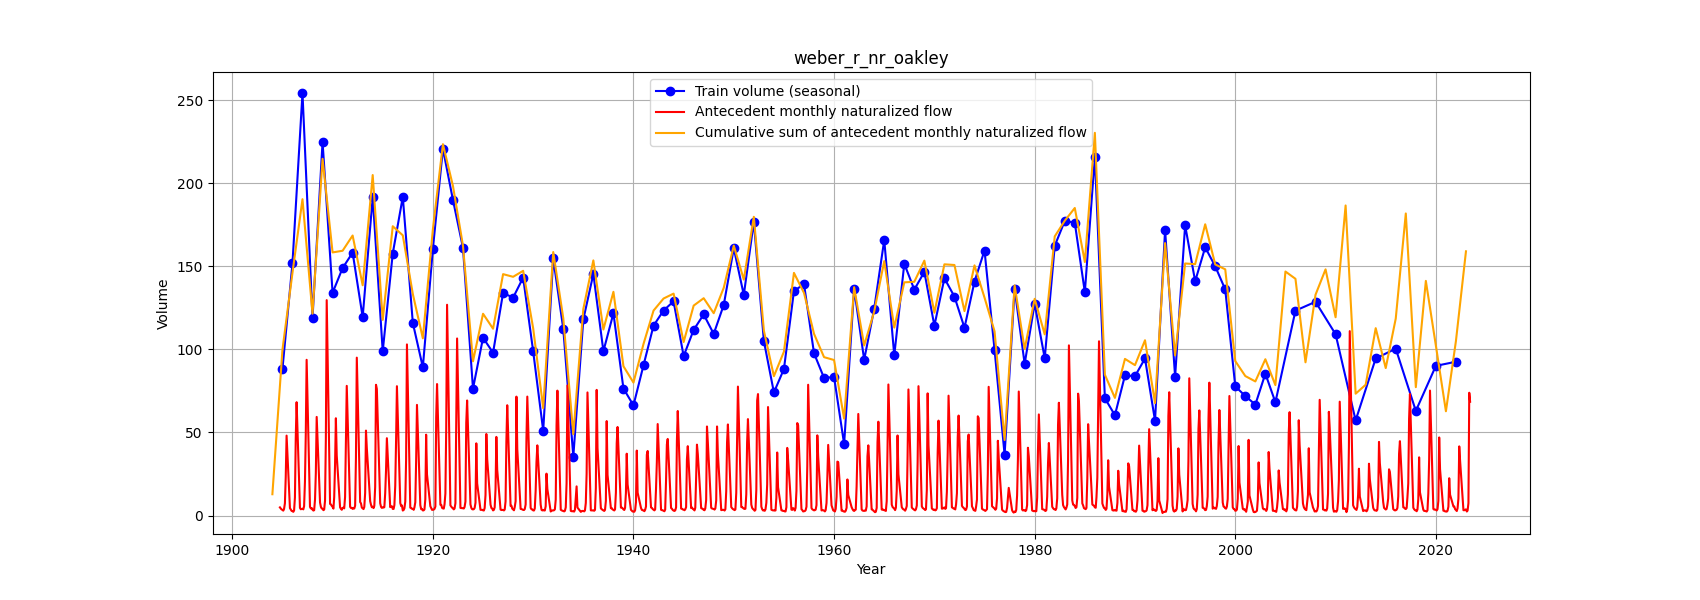 weber_r_nr_oakley
Train volume (seasonal)
Antecedent monthly naturalized flow
Cumulative sum of antecedent monthly naturalized flow
Volume
250
200
150
100
50
0
1900 1920 1940 1960 1980 2000 2020
Year